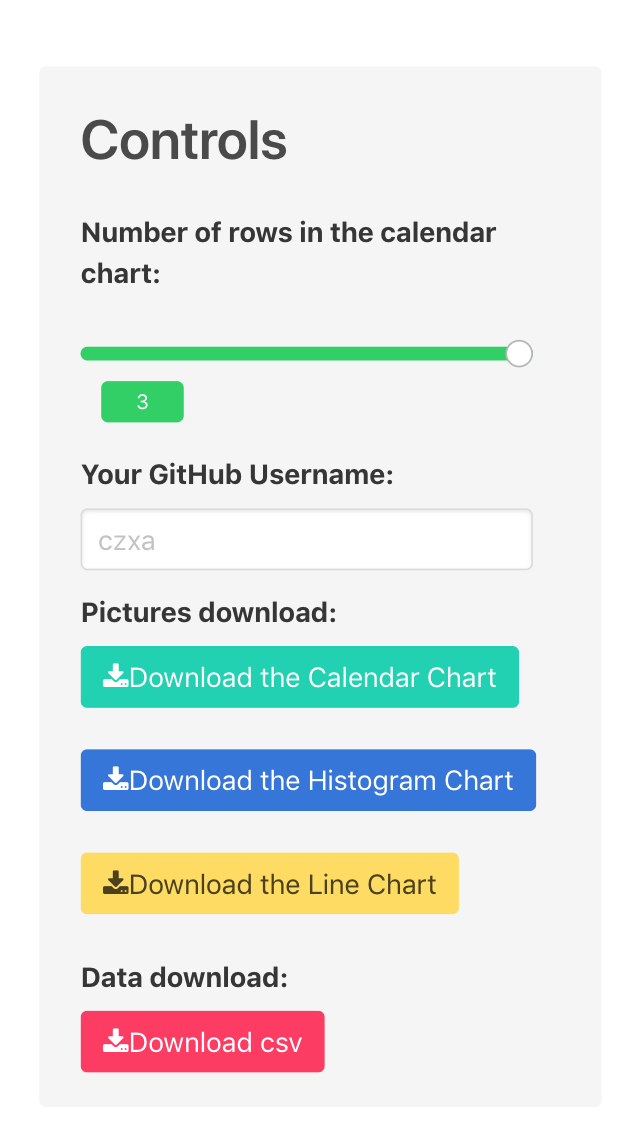 Controls
Number of rows in the calendar
chart:
3
Your GitHub Username:
czxa
Pictures download:
Download the Calendar Chart
Download the Histogram Chart
Download the Line Chart
Data download:
Download csv